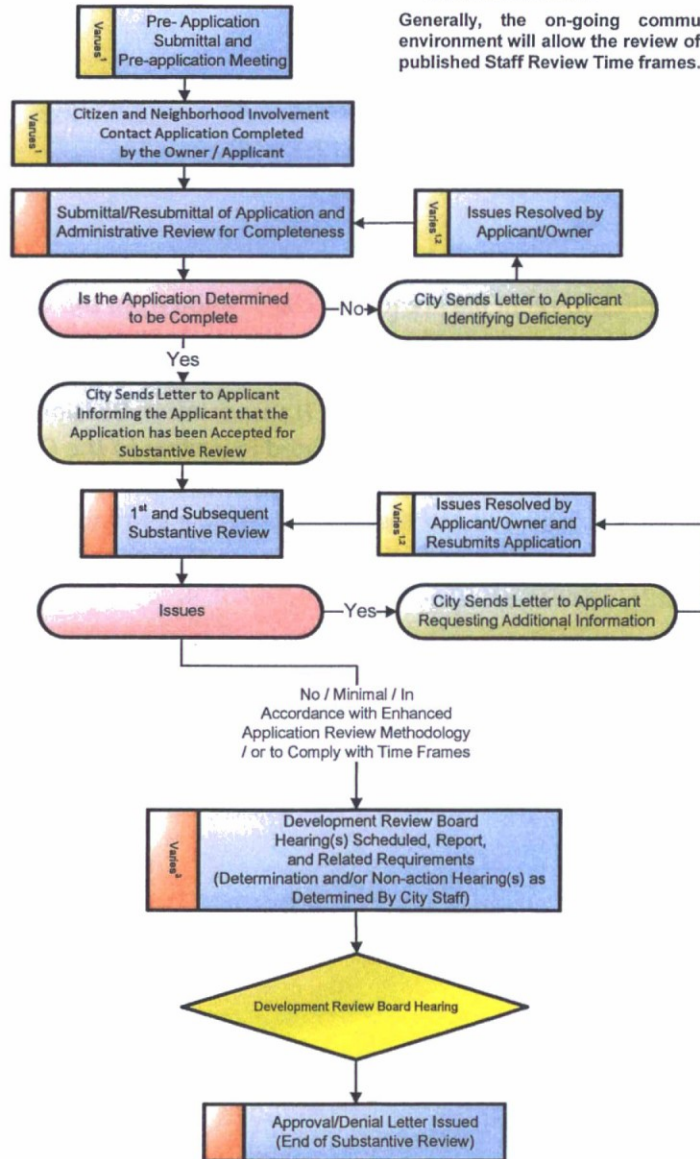 Generally, the on-going commu
environment will allow the review of
published Staff Review Time frames.
Pre- Application
Submittal and
Pre-application Meeting
Varues¹
Citizen and Neighborhood Involvement
Contact Application Completed
by the Owner / Applicant
Varues¹
Submittal/Resubmittal of Application and
Administrative Review for Completeness
Issues Resolved by
Applicant/Owner
Varies¹,²
Is the Application Determined
to be Complete
No
City Sends Letter to Applicant
Identifying Deficiency
Yes
City Sends Letter to Applicant
Informing the Applicant that the
Application has been Accepted for
Substantive Review
1st and Subsequent
Substantive Review
Issues Resolved by
Applicant/Owner and
Resubmits Application
Varies¹,²
Issues
Yes
City Sends Letter to Applicant
Requesting Additional Information
No / Minimal / In
Accordance with Enhanced
Application Review Methodology
/ or to Comply with Time Frames
Development Review Board
Hearing(s) Scheduled, Report,
and Related Requirements
(Determination and/or Non-action Hearing(s) as
Determined By City Staff)
Varies³
Development Review Board Hearing
Approval/Denial Letter Issued
(End of Substantive Review)